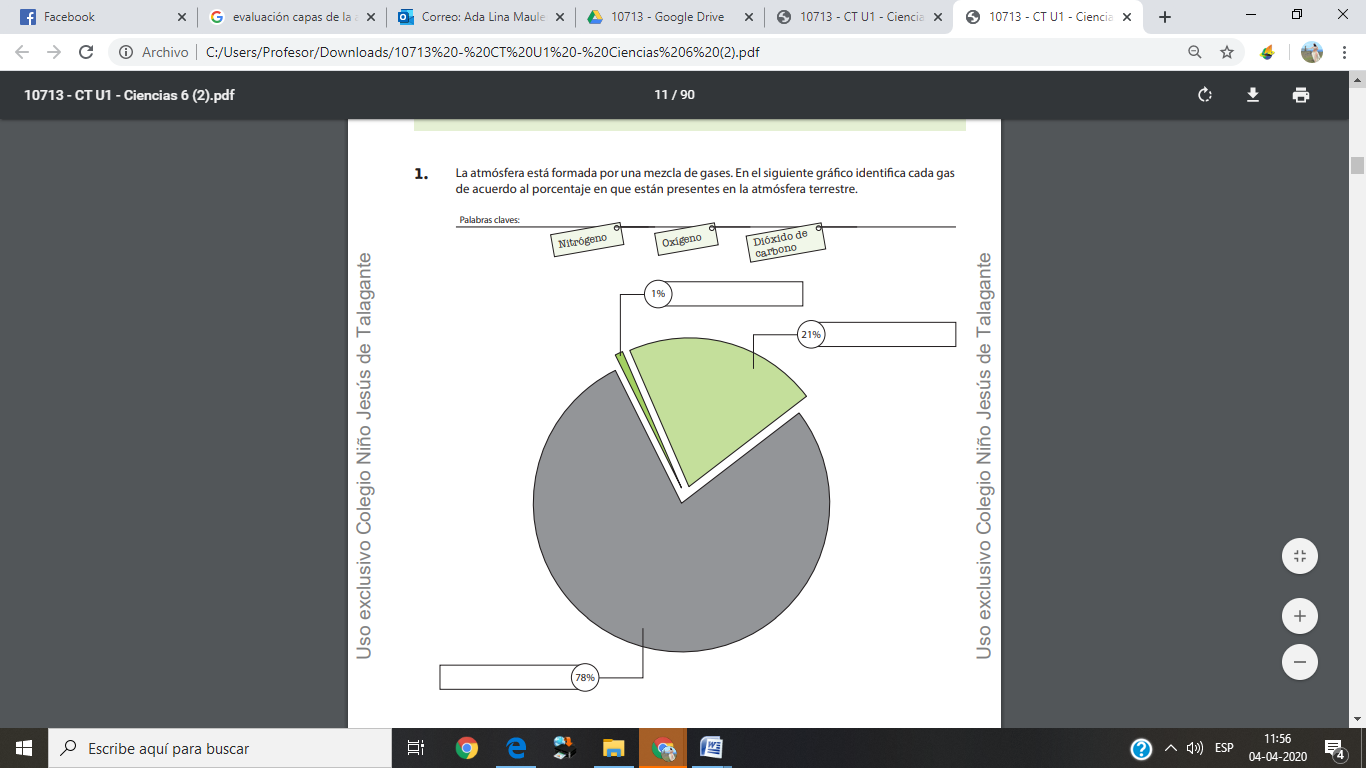 Facebook
evaluación capas de la a
Correo: Ada Lina Maule
10713 - Google Drive
10713 - CT U1 - Ciencia
10713 - CT U1 - Ciencia
Archivo
C:/Users/Profesor/Downloads/10713%20-%20CT%20U1%20-%20Ciencias%206%20(2).pdf
10713 - CT U1 - Ciencias 6 (2).pdf
11 / 90
1.
La atmósfera está formada por una mezcla de gases. En el siguiente gráfico identifica cada gas
de acuerdo al porcentaje en que están presentes en la atmósfera terrestre.
Palabras claves:
Nitrógeno
Oxígeno
Dióxido de
carbono
1%
21%
78%
Uso exclusivo Colegio Niño Jesús de Talagante
Uso exclusivo Colegio Niño Jesús de Talagante
Escribe aquí para buscar
ESP
11:56
04-04-2020
4